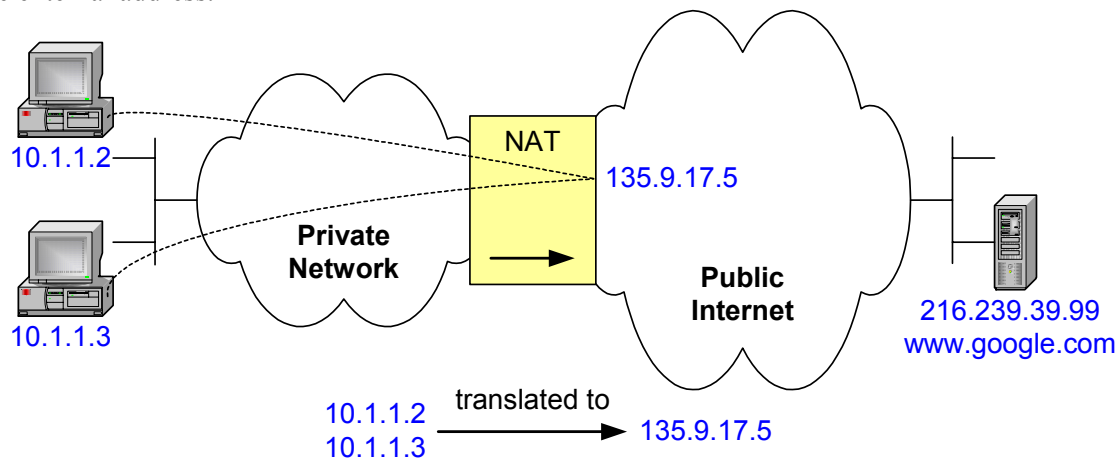 NAT
10.1.1.2
135.9.17.5
Private
Network
Public
Internet
10.1.1.3
216.239.39.99
www.google.com
translated to
10.1.1.2
10.1.1.3
135.9.17.5